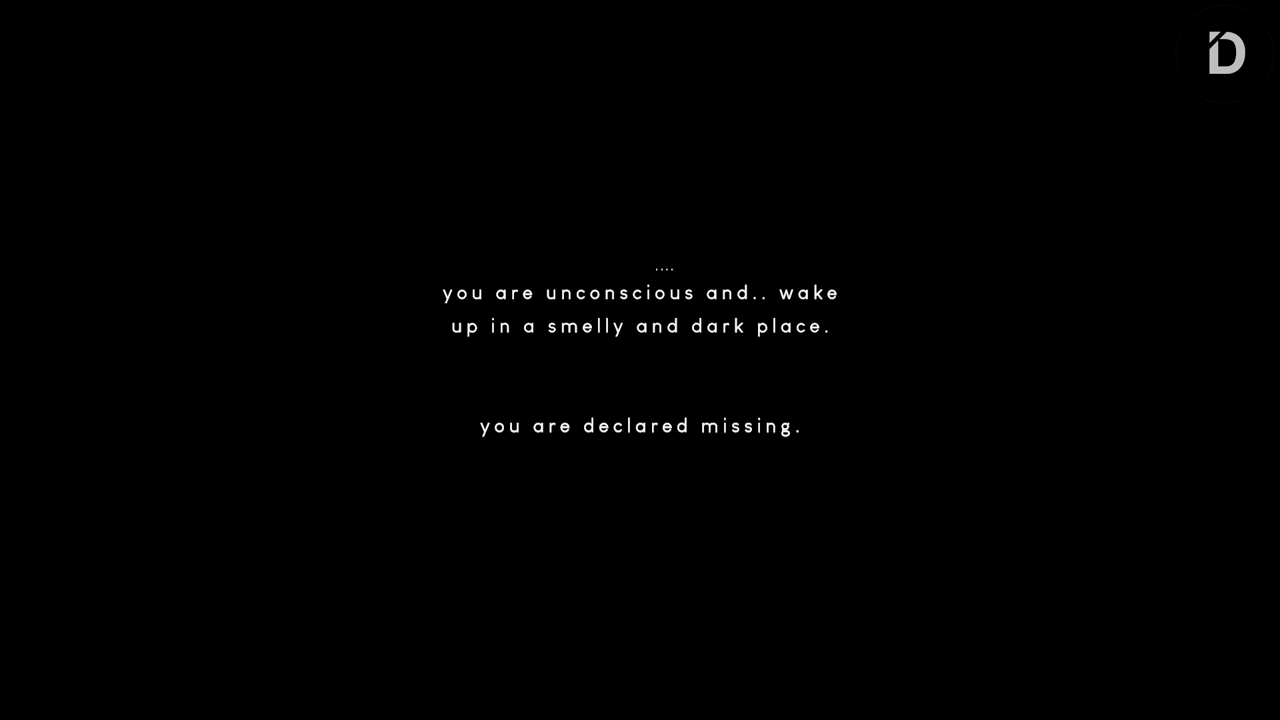 D
....
you are unconscious and.. wake
up in a smelly and dark place.
you are declared missing.